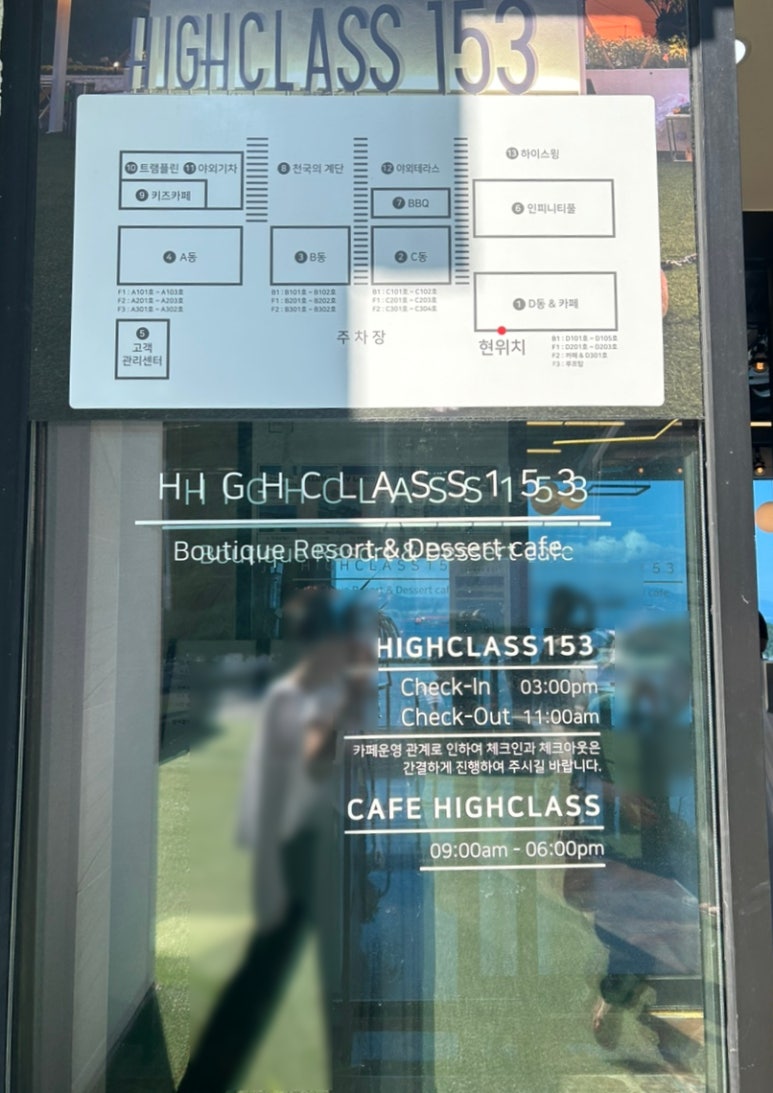 HIGHCLASS 153
⑩ 트램플린 ⑪ 야외기차
⑨ 키즈카페
⑧ 천국의 계단
⑫ 야외테라스
⑦ BBQ
⑬ 하이스윙
⑥ 인피니티풀
④ A동
F1 : A101호 ~ A103호
F2 : A201호 ~ A203호
F3 : A301호 ~ A302호
③ B동
B1 : B101호 ~ B102호
F1 : B201호 ~ B202호
F2 : B301호 ~ B302호
② C동
B1 : C101호 ~ C102호
F1 : C201호 ~ C203호
F2 : C301호 ~ C304호
① D동 & 카페
현위치
B1 : D101호 ~ D105호
F1 : D201호 ~ D203호
F2 : 카페 & D301호
F3 : 루프탑
⑤
고객
관리센터
주차장
HIGHCLASS153
Boutique Resort & Dessert cafe
HIGHCLASS153
Check-In 03:00pm
Check-Out 11:00am
카페운영 관계로 인하여 체크인과 체크아웃은
간결하게 진행하여 주시길 바랍니다.
CAFE HIGHCLASS
09:00am - 06:00pm